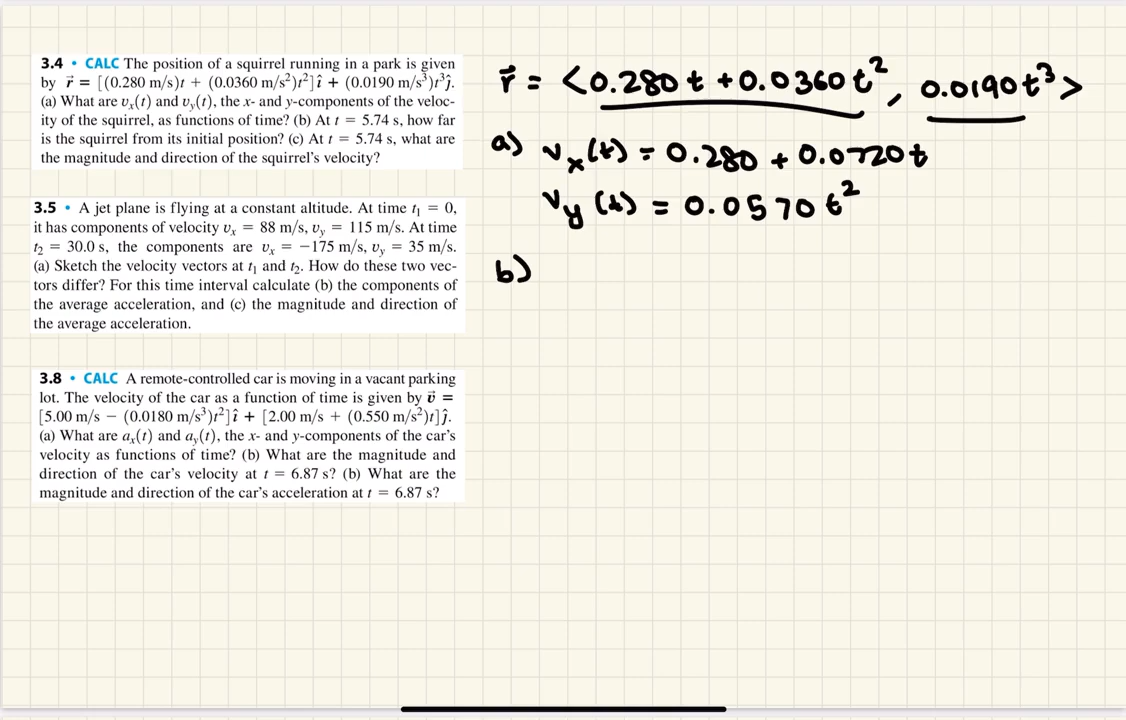 3.4 • CALC The position of a squirrel running in a park is given
by r⃗ = [(0.280 m/s)t + (0.0360 m/s²)t²]î + (0.0190 m/s³)t³ĵ.
(a) What are vₓ(t) and v_y(t), the x- and y-components of the veloc-
ity of the squirrel, as functions of time? (b) At t = 5.74 s, how far
is the squirrel from its initial position? (c) At t = 5.74 s, what are
the magnitude and direction of the squirrel's velocity?
3.5 • A jet plane is flying at a constant altitude. At time t₁ = 0,
it has components of velocity vₓ = 88 m/s, v_y = 115 m/s. At time
t₂ = 30.0 s, the components are vₓ = −175 m/s, v_y = 35 m/s.
(a) Sketch the velocity vectors at t₁ and t₂. How do these two vec-
tors differ? For this time interval calculate (b) the components of
the average acceleration, and (c) the magnitude and direction of
the average acceleration.
3.8 • CALC A remote-controlled car is moving in a vacant parking
lot. The velocity of the car as a function of time is given by v⃗ =
[5.00 m/s − (0.0180 m/s³)t²]î + [2.00 m/s + (0.550 m/s²)t]ĵ.
(a) What are aₓ(t) and a_y(t), the x- and y-components of the car's
velocity as functions of time? (b) What are the magnitude and
direction of the car's velocity at t = 6.87 s? (b) What are the
magnitude and direction of the car's acceleration at t = 6.87 s?
r⃗ = <0.280t + 0.0360t², 0.0190t³>
a) vₓ(t) = 0.280 + 0.0720t
v_y(t) = 0.0570t²
b)